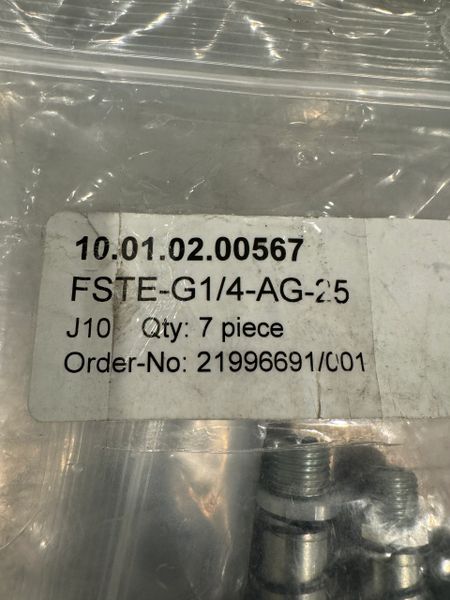 10.01.02.00567
FSTE-G1/4-AG-25
J10 Qty: 7 piece
Order-No: 21996691/001